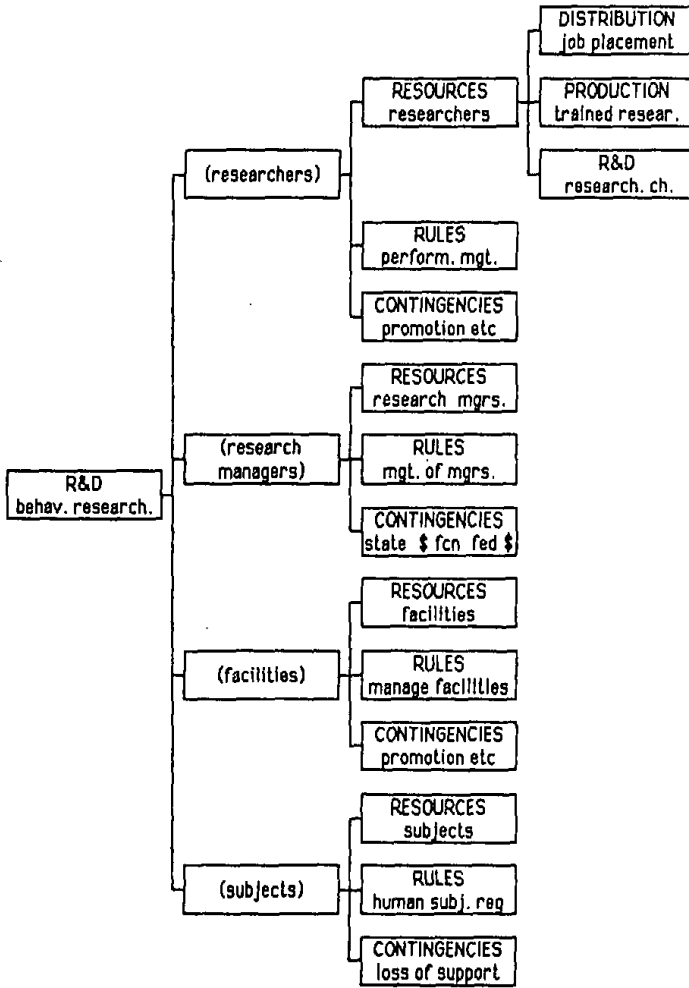 DISTRIBUTION
job placement
RESOURCES
researchers
PRODUCTION
trained resear.
R&D
research. ch.
(researchers)
RULES
perform. mgt.
CONTINGENCIES
promotion etc
RESOURCES
research mgrs.
(research
managers)
RULES
mgt. of mgrs.
CONTINGENCIES
state $ fcn fed $
R&D
behav. research.
RESOURCES
facilities
(facilities)
RULES
manage facilities
CONTINGENCIES
promotion etc
RESOURCES
subjects
(subjects)
RULES
human subj. reg
CONTINGENCIES
loss of support